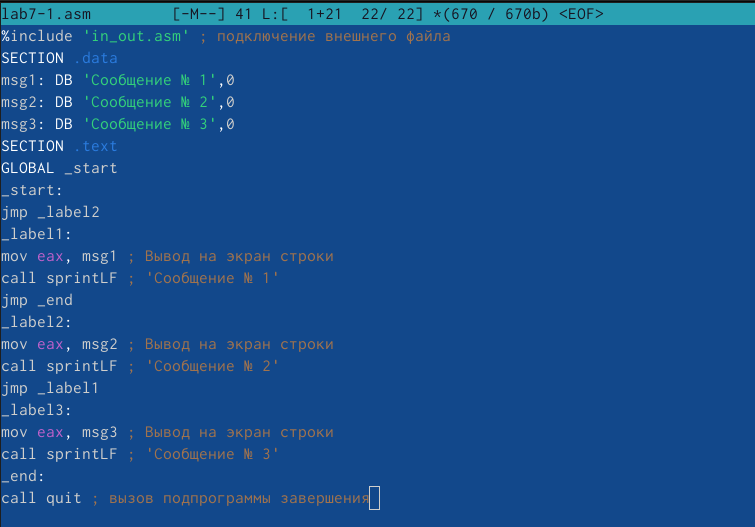 lab7-1.asm [-M--] 41 L:[ 1+21 22/ 22] *(670 / 670b) <EOF>
%include 'in_out.asm' ; подключение внешнего файла
SECTION .data
msg1: DB 'Сообщение № 1',0
msg2: DB 'Сообщение № 2',0
msg3: DB 'Сообщение № 3',0
SECTION .text
GLOBAL _start
_start:
jmp _label2
_label1:
mov eax, msg1 ; Вывод на экран строки
call sprintLF ; 'Сообщение № 1'
jmp _end
_label2:
mov eax, msg2 ; Вывод на экран строки
call sprintLF ; 'Сообщение № 2'
jmp _label1
_label3:
mov eax, msg3 ; Вывод на экран строки
call sprintLF ; 'Сообщение № 3'
_end:
call quit ; вызов подпрограммы завершения